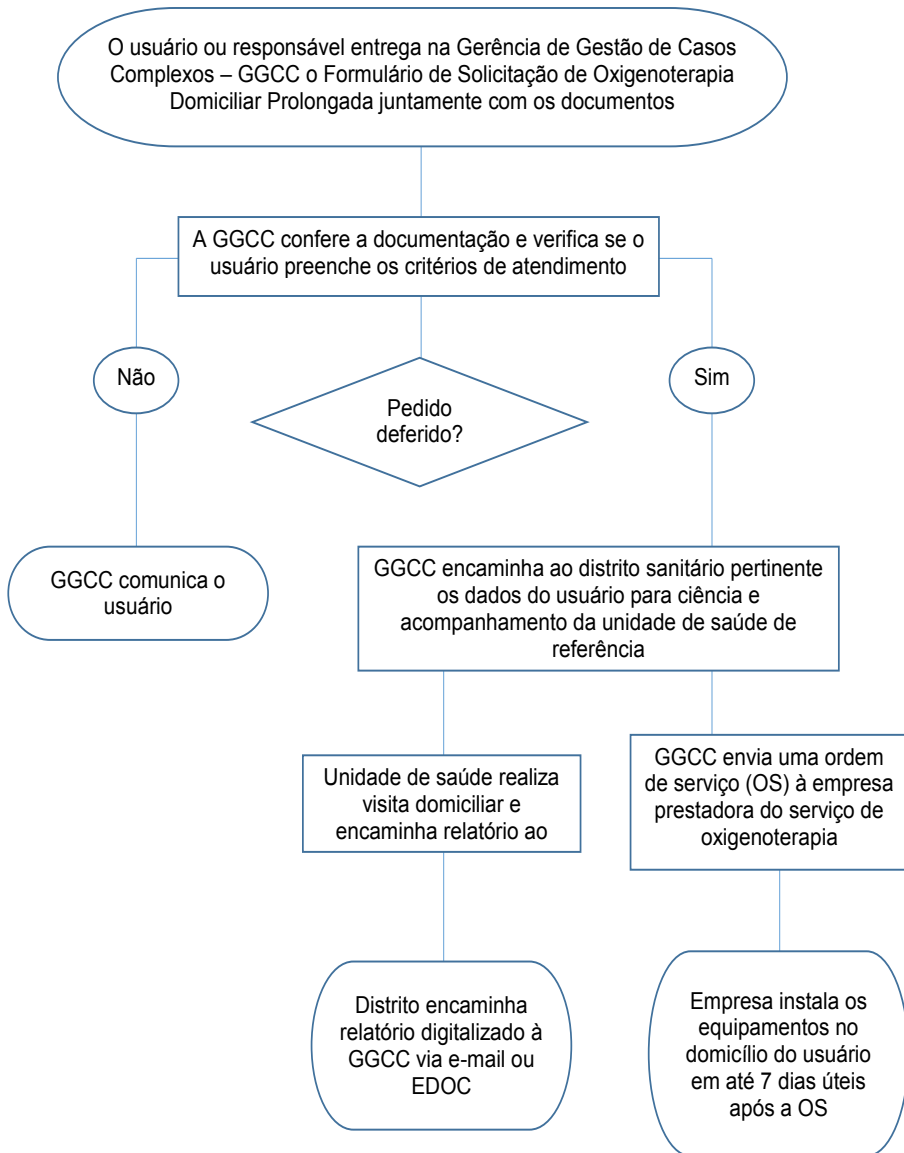 O usuário ou responsável entrega na Gerência de Gestão de Casos
Complexos – GGCC o Formulário de Solicitação de Oxigenoterapia
Domiciliar Prolongada juntamente com os documentos
A GGCC confere a documentação e verifica se o
usuário preenche os critérios de atendimento
Não
Pedido
deferido?
Sim
GGCC comunica o
usuário
GGCC encaminha ao distrito sanitário pertinente
os dados do usuário para ciência e
acompanhamento da unidade de saúde de
referência
Unidade de saúde realiza
visita domiciliar e
encaminha relatório ao
GGCC envia uma ordem
de serviço (OS) à empresa
prestadora do serviço de
oxigenoterapia
Distrito encaminha
relatório digitalizado à
GGCC via e-mail ou
EDOC
Empresa instala os
equipamentos no
domicílio do usuário
em até 7 dias úteis
após a OS